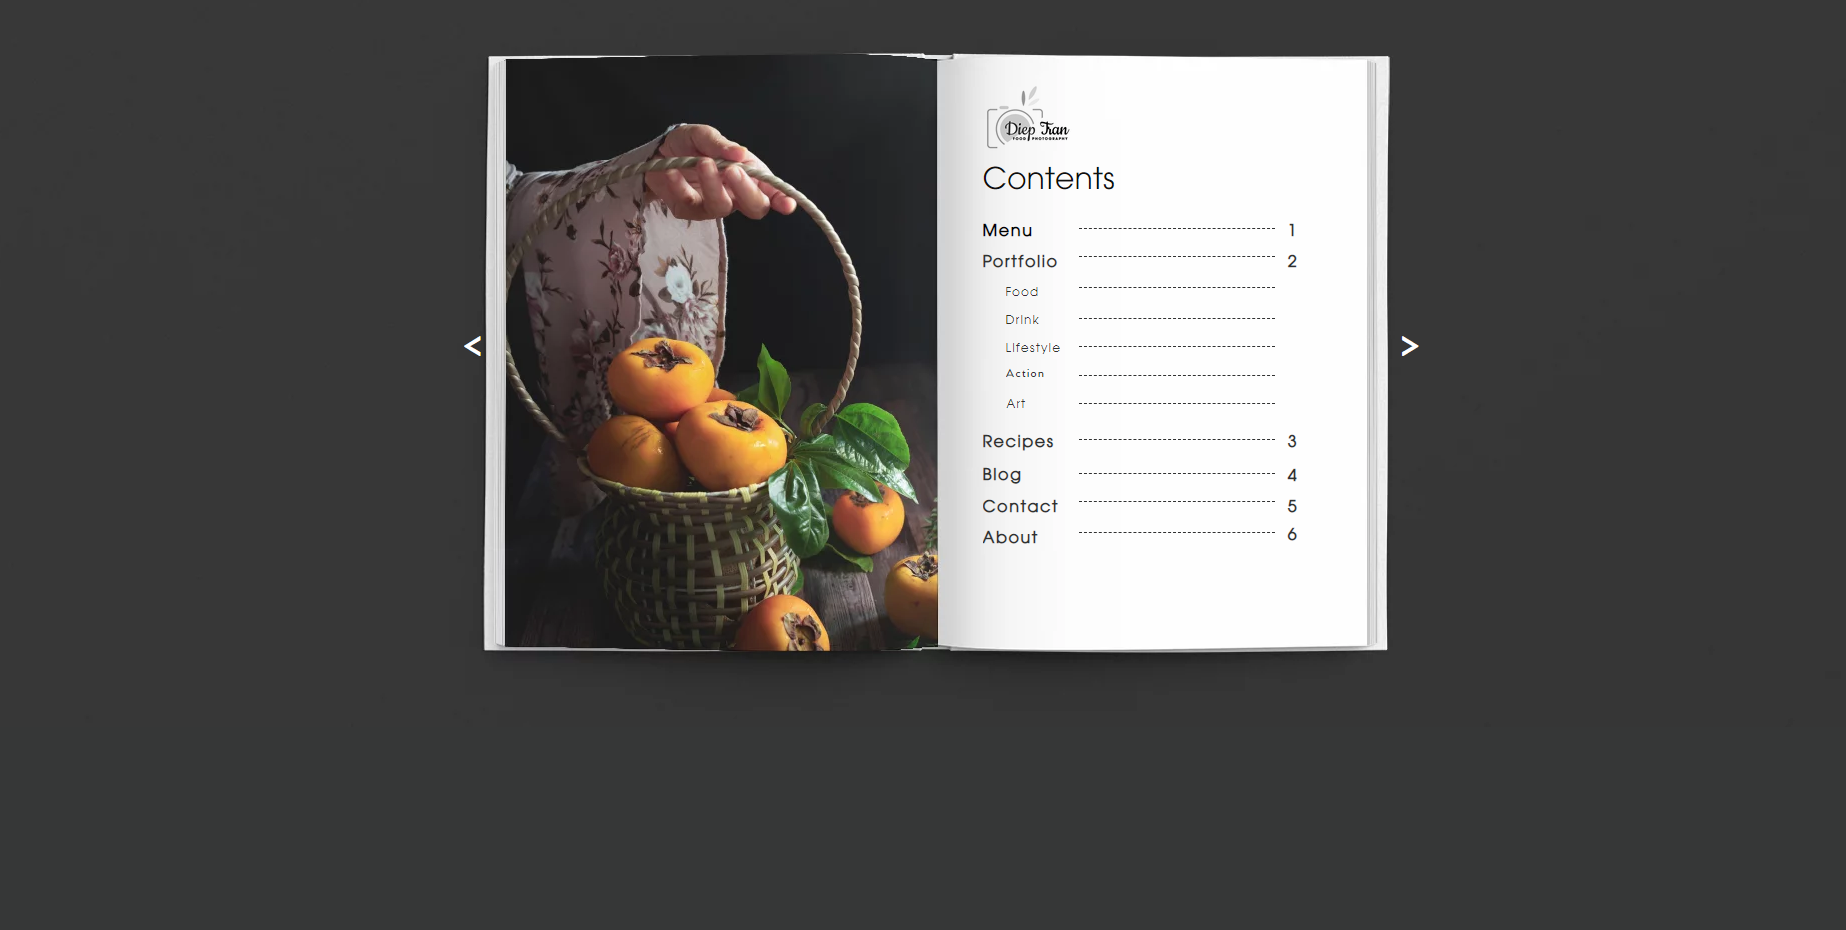 Diep Tran
FOOD PHOTOGRAPHY
Contents
Menu 1
Portfolio 2
Food
Drink
Lifestyle
Action
Art
Recipes 3
Blog 4
Contact 5
About 6
< >